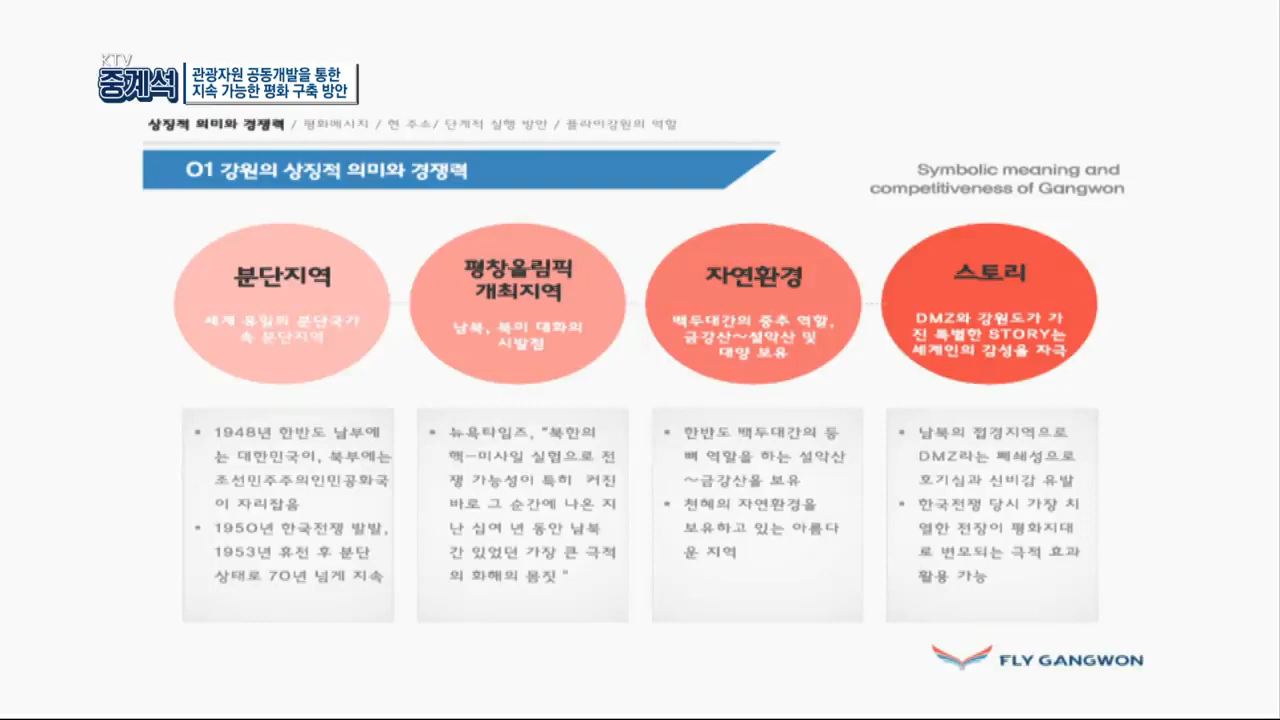 KTV
중계석
관광자원 공동개발을 통한
지속 가능한 평화 구축 방안
상징적 의미와 경쟁력 / 평화메시지 / 현 주소/ 단계적 실행 방안 / 플라이강원의 역할
01 강원의 상징적 의미와 경쟁력
Symbolic meaning and
competitiveness of Gangwon
분단지역
세계 유일의 분단국가
속 분단지역
평창올림픽
개최지역
남북, 북미 대화의
시발점
자연환경
백두대간의 중추 역할,
금강산~설악산 및
대양 보유
스토리
DMZ와 강원도가 가
진 특별한 STORY는
세계인의 감성을 자극
• 1948년 한반도 남부에
는 대한민국이, 북부에는
조선민주주의인민공화국
이 자리잡음
• 1950년 한국전쟁 발발,
1953년 휴전 후 분단
상태로 70년 넘게 지속
• 뉴욕타임즈, "북한의
핵-미사일 실험으로 전
쟁 가능성이 특히 커진
바로 그 순간에 나온 지
난 십여 년 동안 남북
간 있었던 가장 큰 극적
의 화해의 몸짓 "
• 한반도 백두대간의 등
뼈 역할을 하는 설악산
~금강산을 보유
• 천혜의 자연환경을
보유하고 있는 아름다
운 지역
• 남북의 접경지역으로
DMZ라는 폐쇄성으로
호기심과 신비감 유발
• 한국전쟁 당시 가장 치
열한 전장이 평화지대
로 변모되는 극적 효과
활용 가능
FLY GANGWON